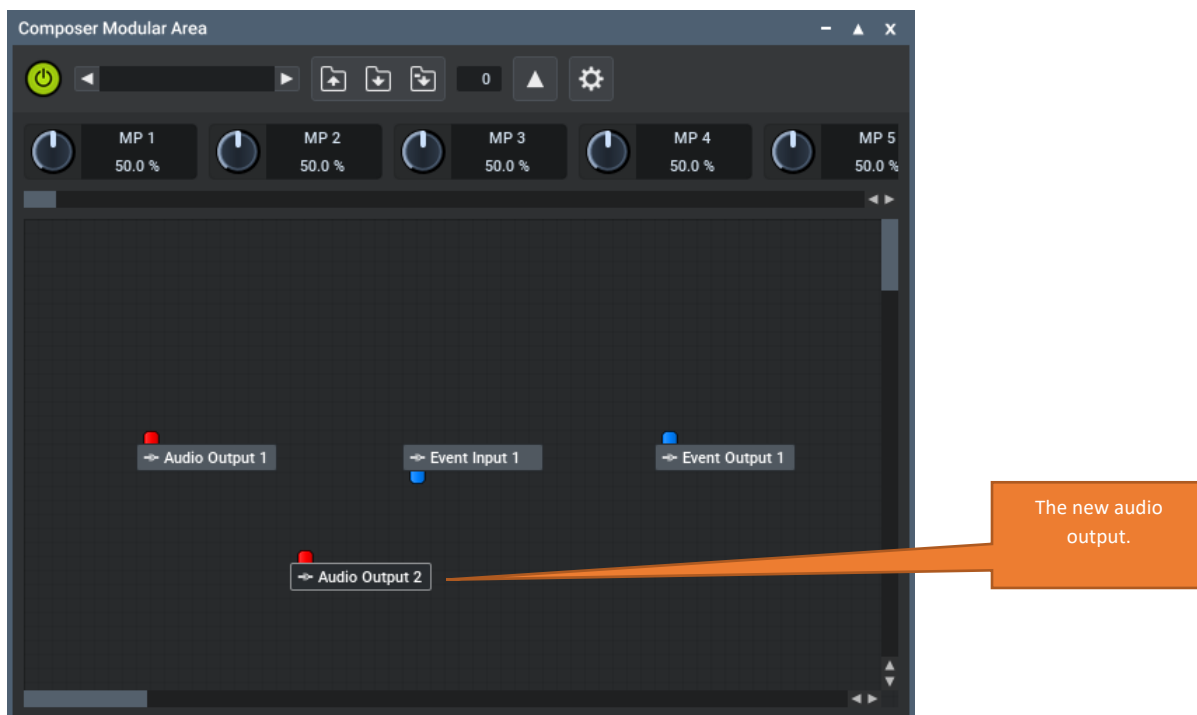 Composer Modular Area
0
MP 1
50.0 %
MP 2
50.0 %
MP 3
50.0 %
MP 4
50.0 %
MP 5
50.0 %
Audio Output 1
Event Input 1
Event Output 1
Audio Output 2
The new audio
output.